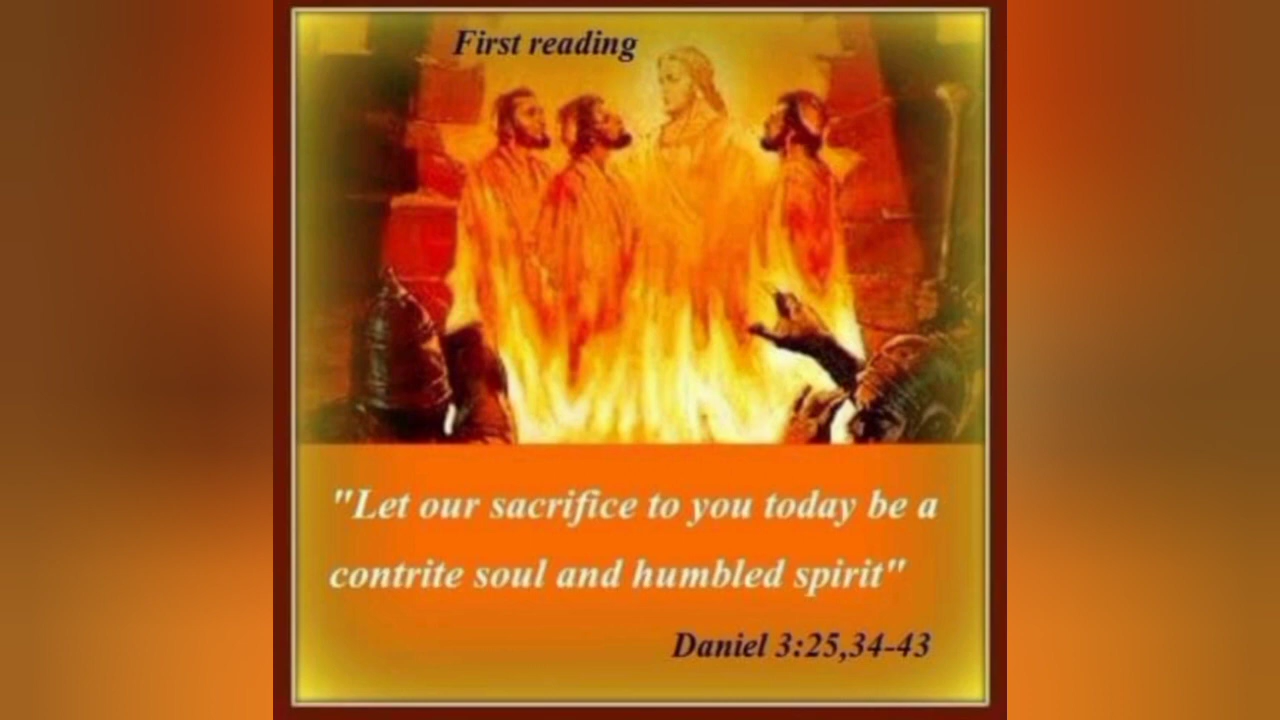 First reading
"Let our sacrifice to you today be a
contrite soul and humbled spirit"
Daniel 3:25,34-43